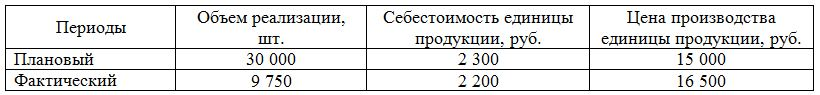 Периоды
Объем реализации,
шт.
Себестоимость единицы
продукции, руб.
Цена производства
единицы продукции, руб.
Плановый 30 000 2 300 15 000
Фактический 9 750 2 200 16 500